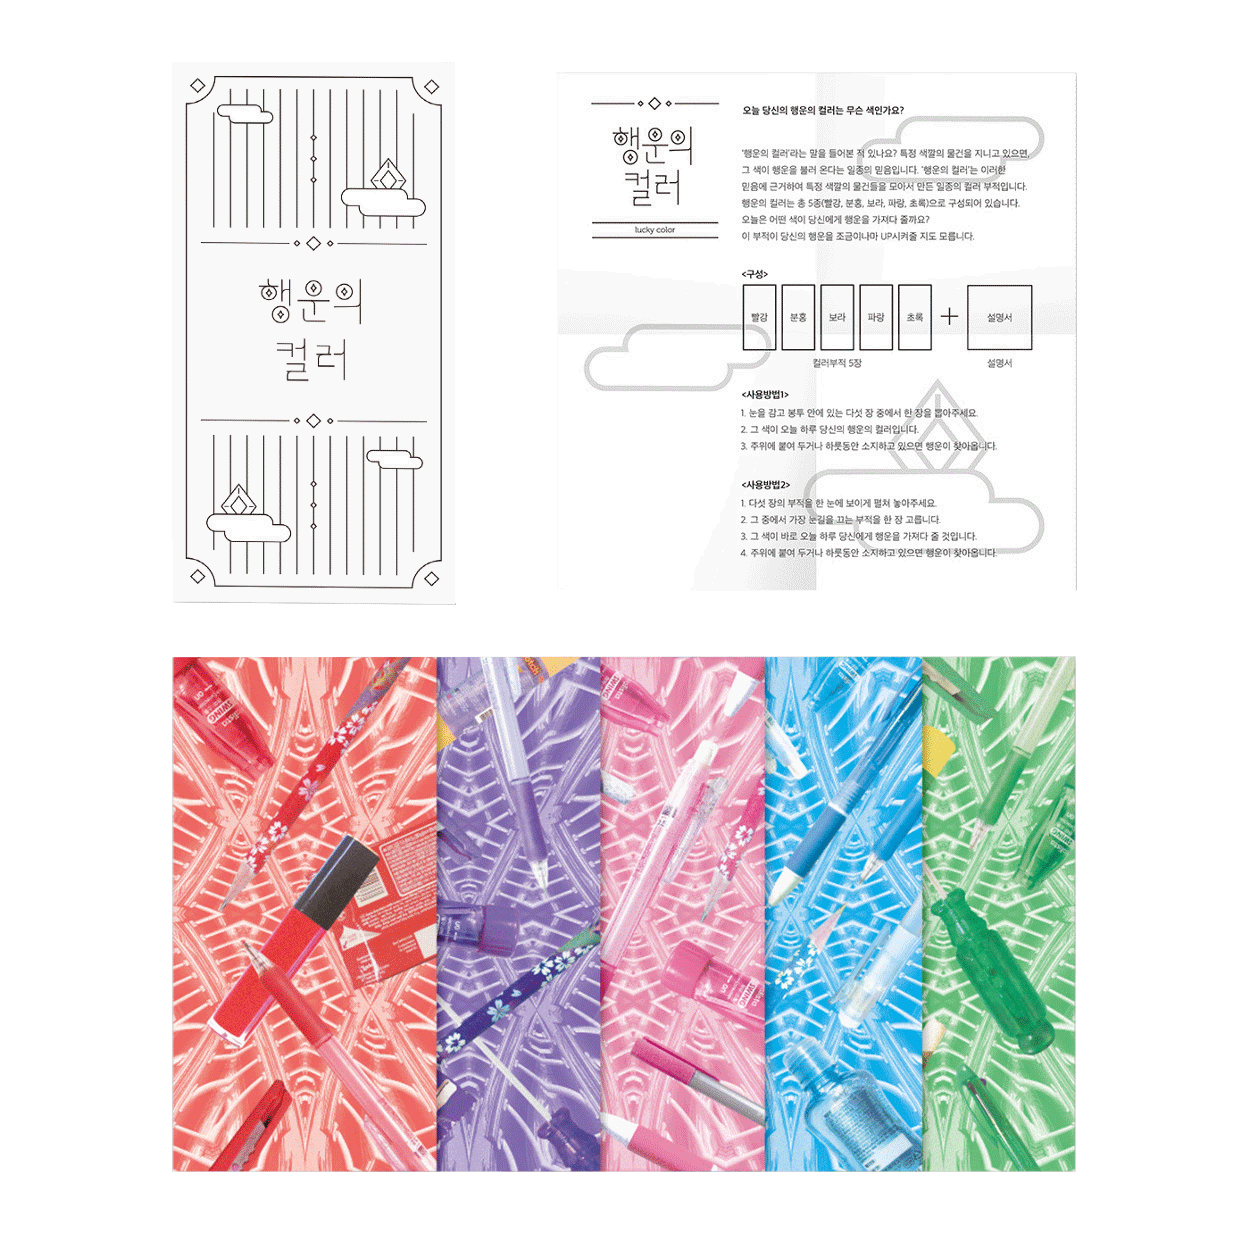 행운의
컬러
행운의
컬러
lucky color
오늘 당신의 행운의 컬러는 무슨 색인가요?
'행운의 컬러'라는 말을 들어본 적 있나요? 특정 색깔의 물건을 지니고 있으면,
그 색이 행운을 불러 온다는 일종의 믿음입니다. '행운의 컬러'는 이러한
믿음에 근거하여 특정 색깔의 물건들을 모아서 만든 일종의 컬러 부적입니다.
행운의 컬러는 총 5종(빨강, 분홍, 보라, 파랑, 초록)으로 구성되어 있습니다.
오늘은 어떤 색이 당신에게 행운을 가져다 줄까요?
이 부적이 당신의 행운을 조금이나마 UP시켜줄 지도 모릅니다.
<구성>
빨강 분홍 보라 파랑 초록 + 설명서
컬러부적 5장 설명서
<사용방법1>
1. 눈을 감고 봉투 안에 있는 다섯 장 중에서 한 장을 뽑아주세요.
2. 그 색이 오늘 하루 당신의 행운의 컬러입니다.
3. 주위에 붙여 두거나 하룻동안 소지하고 있으면 행운이 찾아옵니다.
<사용방법2>
1. 다섯 장의 부적을 한 눈에 보이게 펼쳐 놓아주세요.
2. 그 중에서 가장 눈길을 끄는 부적을 한 장 고릅니다.
3. 그 색이 바로 오늘 하루 당신에게 행운을 가져다 줄 것입니다.
4. 주위에 붙여 두거나 하룻동안 소지하고 있으면 행운이 찾아옵니다.
SWING
SWING
SWING
SWING